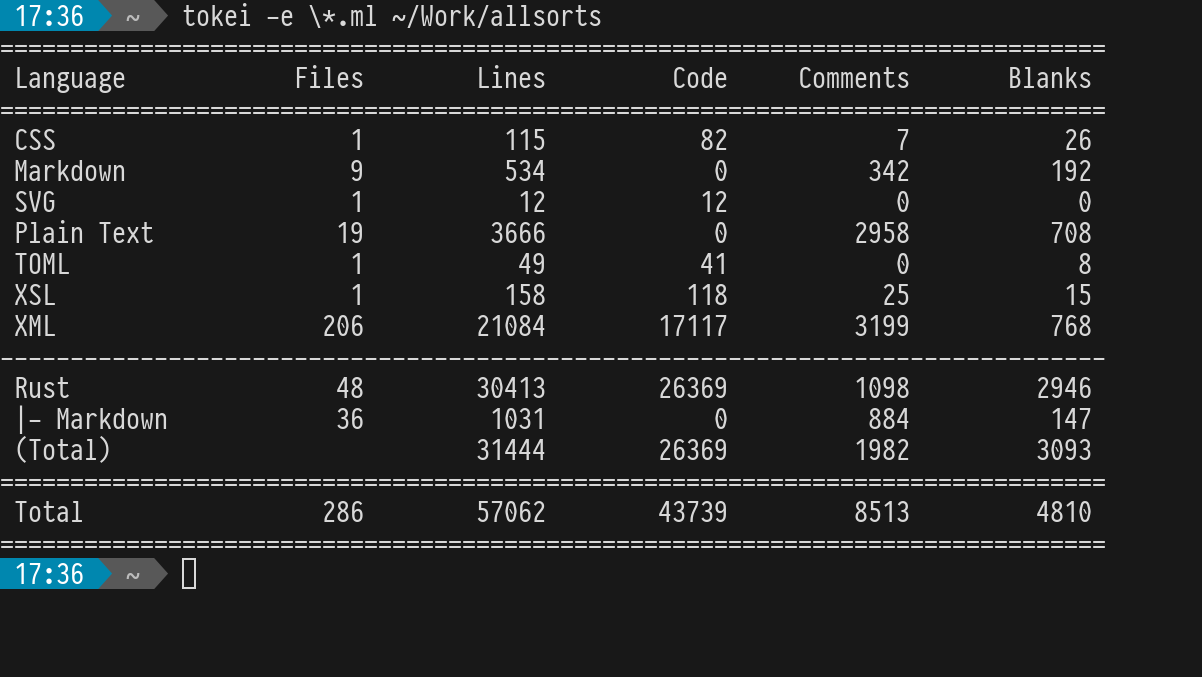 17:36 ~ tokei -e \*.ml ~/Work/allsorts
===============================================================================
 Language            Files        Lines         Code     Comments       Blanks
===============================================================================
 CSS                     1          115           82            7           26
 Markdown                9          534            0          342          192
 SVG                     1           12           12            0            0
 Plain Text             19         3666            0         2958          708
 TOML                    1           49           41            0            8
 XSL                     1          158          118           25           15
 XML                   206        21084        17117         3199          768
-------------------------------------------------------------------------------
 Rust                   48        30413        26369         1098         2946
 |- Markdown            36         1031            0          884          147
 (Total)                          31444        26369         1982         3093
===============================================================================
 Total                 286        57062        43739         8513         4810
===============================================================================
17:36 ~